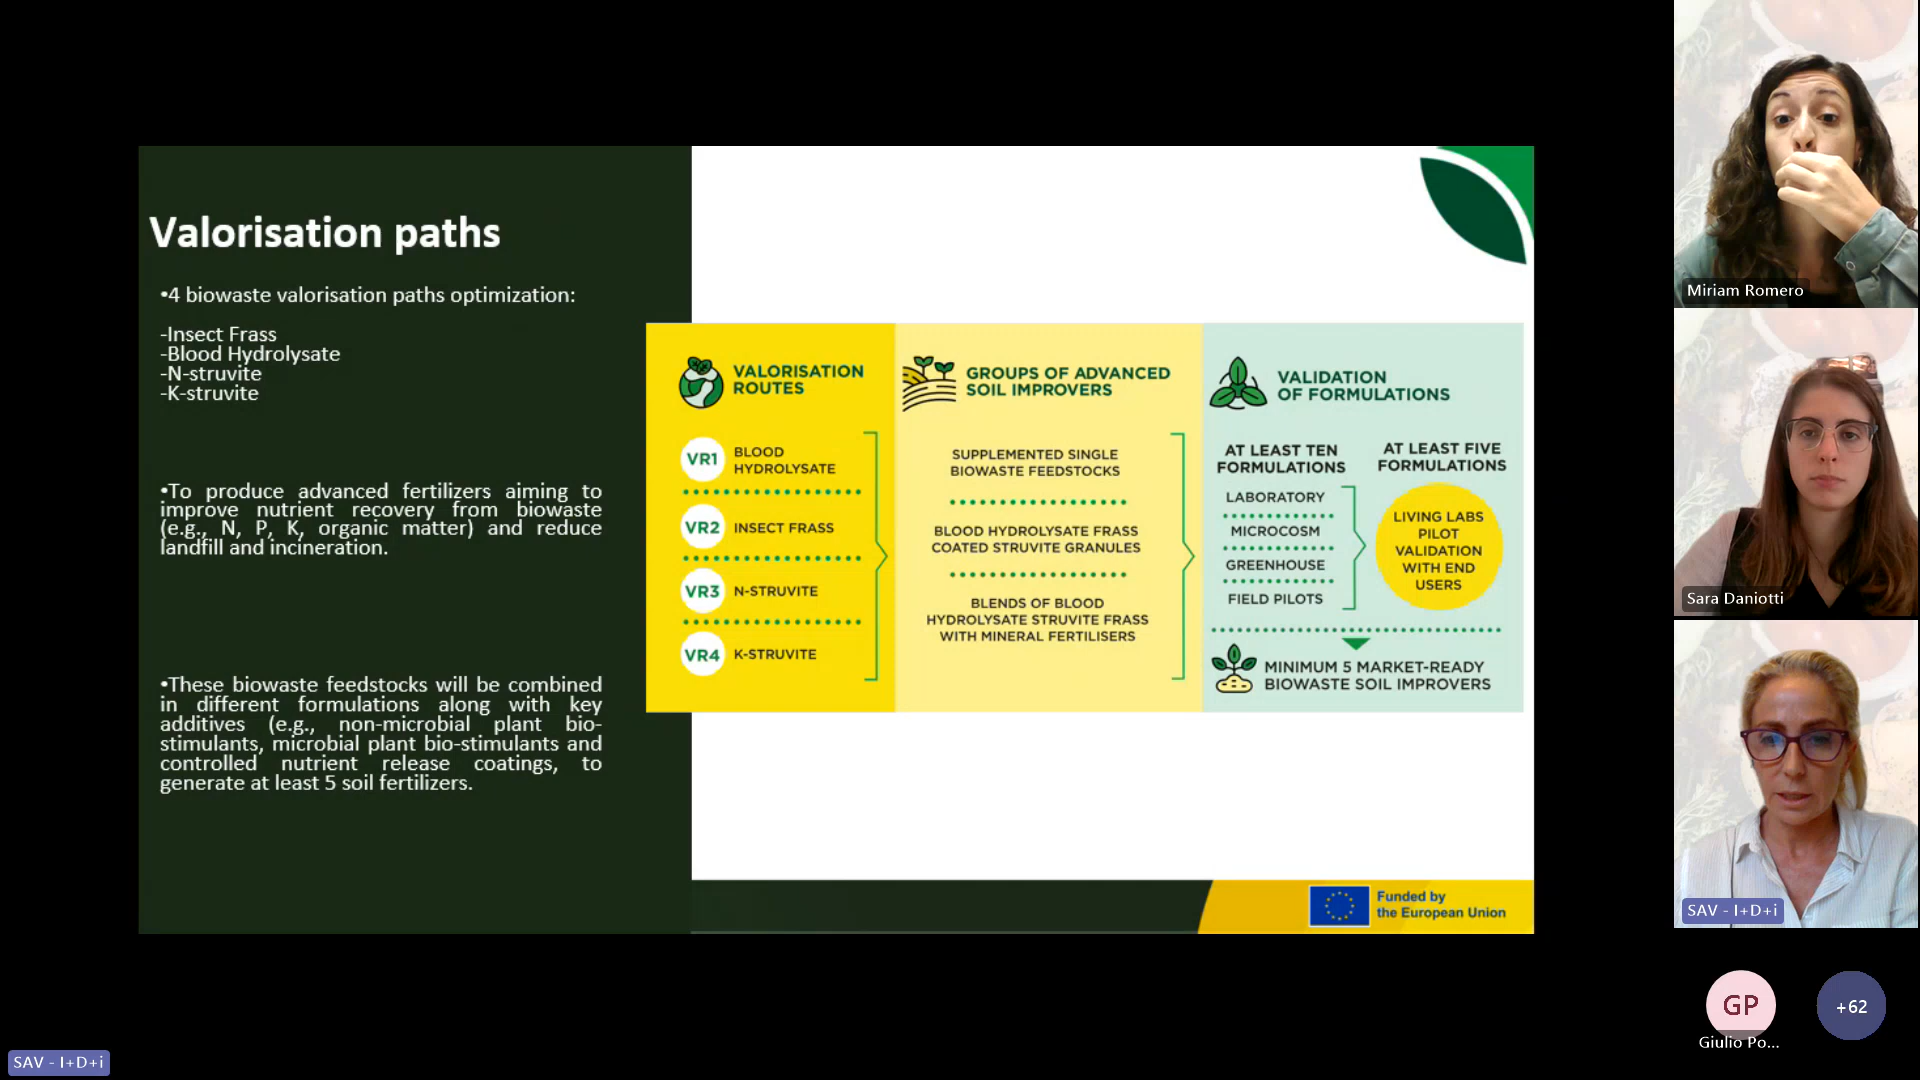 Valorisation paths
•4 biowaste valorisation paths optimization:
-Insect Frass
-Blood Hydrolysate
-N-struvite
-K-struvite
•To produce advanced fertilizers aiming to
improve nutrient recovery from biowaste
(e.g., N, P, K, organic matter) and reduce
landfill and incineration.
•These biowaste feedstocks will be combined
in different formulations along with key
additives (e.g., non-microbial plant bio-
stimulants, microbial plant bio-stimulants and
controlled nutrient release coatings, to
generate at least 5 soil fertilizers.
VALORISATION
ROUTES
VR1 BLOOD
HYDROLYSATE
VR2 INSECT FRASS
VR3 N-STRUVITE
VR4 K-STRUVITE
GROUPS OF ADVANCED
SOIL IMPROVERS
SUPPLEMENTED SINGLE
BIOWASTE FEEDSTOCKS
BLOOD HYDROLYSATE FRASS
COATED STRUVITE GRANULES
BLENDS OF BLOOD
HYDROLYSATE STRUVITE FRASS
WITH MINERAL FERTILISERS
VALIDATION
OF FORMULATIONS
AT LEAST TEN
FORMULATIONS
LABORATORY
MICROCOSM
GREENHOUSE
FIELD PILOTS
AT LEAST FIVE
FORMULATIONS
LIVING LABS
PILOT
VALIDATION
WITH END
USERS
MINIMUM 5 MARKET-READY
BIOWASTE SOIL IMPROVERS
Funded by
the European Union
Miriam Romero
Sara Daniotti
SAV - I+D+i
GP
Giulio Po...
+62
SAV - I+D+i